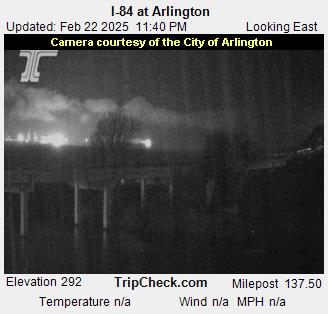 I-84 at Arlington
Updated: Feb 22 2025 11:40 PM Looking East
Camera courtesy of the City of Arlington
Elevation 292 TripCheck.com Milepost 137.50
Temperature n/a Wind n/a MPH n/a